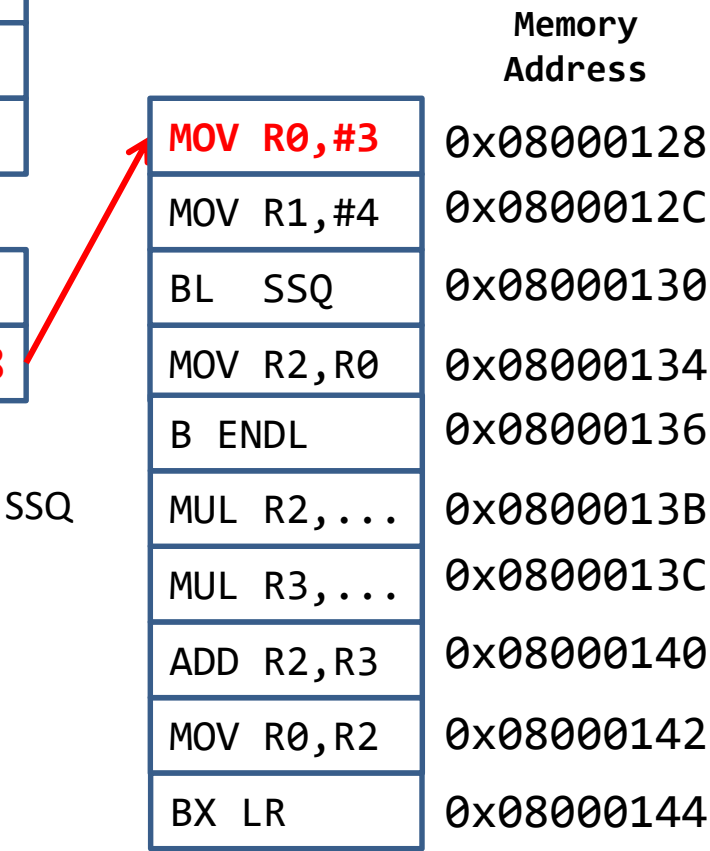 Memory
Address
MOV R0,#3 0x08000128
MOV R1,#4 0x0800012C
BL SSQ 0x08000130
MOV R2,R0 0x08000134
B ENDL 0x08000136
SSQ MUL R2,... 0x0800013B
MUL R3,... 0x0800013C
ADD R2,R3 0x08000140
MOV R0,R2 0x08000142
BX LR 0x08000144